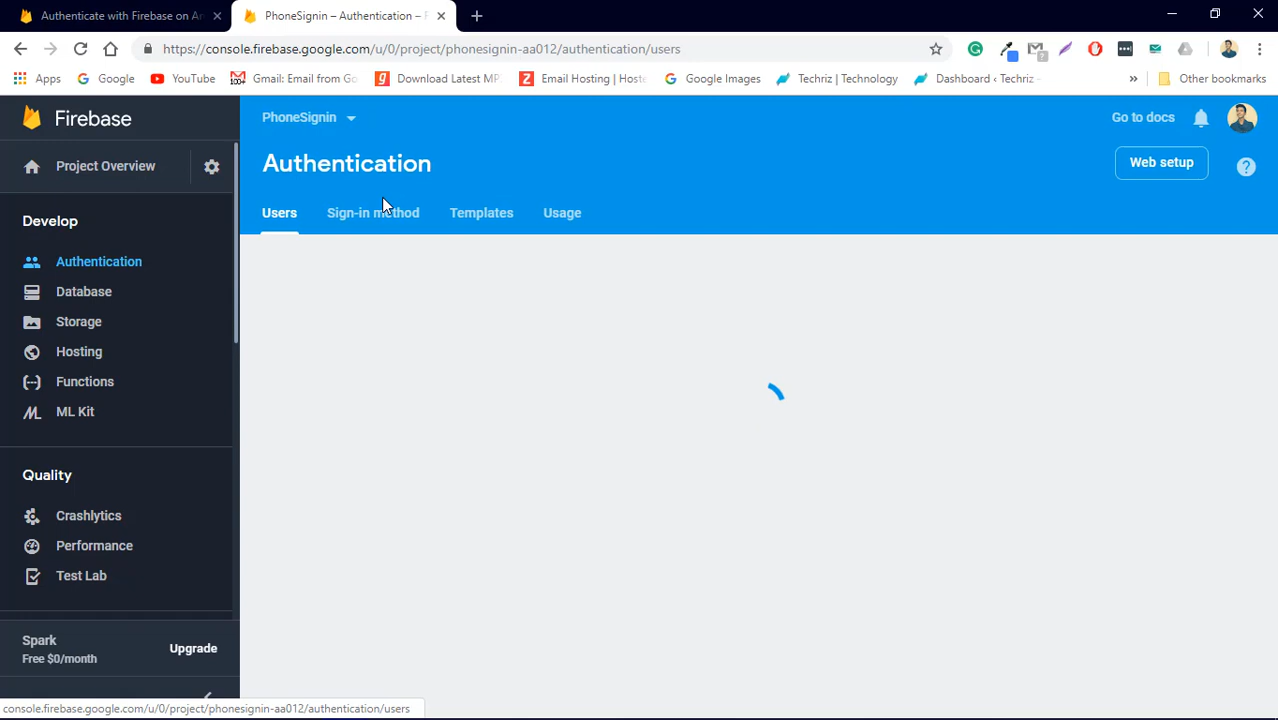 Authenticate with Firebase on An
PhoneSignin – Authentication – F
https://console.firebase.google.com/u/0/project/phonesignin-aa012/authentication/users
Apps
Google
YouTube
100+
Gmail: Email from Go
Download Latest MP
Email Hosting | Host
Google Images
Techriz | Technology
Dashboard ‹ Techriz –
»
Other bookmarks
Firebase
PhoneSignin
Go to docs
Project Overview
Authentication
Web setup
?
Users
Sign-in method
Templates
Usage
Develop
Authentication
Database
Storage
Hosting
Functions
ML Kit
Quality
Crashlytics
Performance
Test Lab
Spark
Free $0/month
Upgrade
console.firebase.google.com/u/0/project/phonesignin-aa012/authentication/users